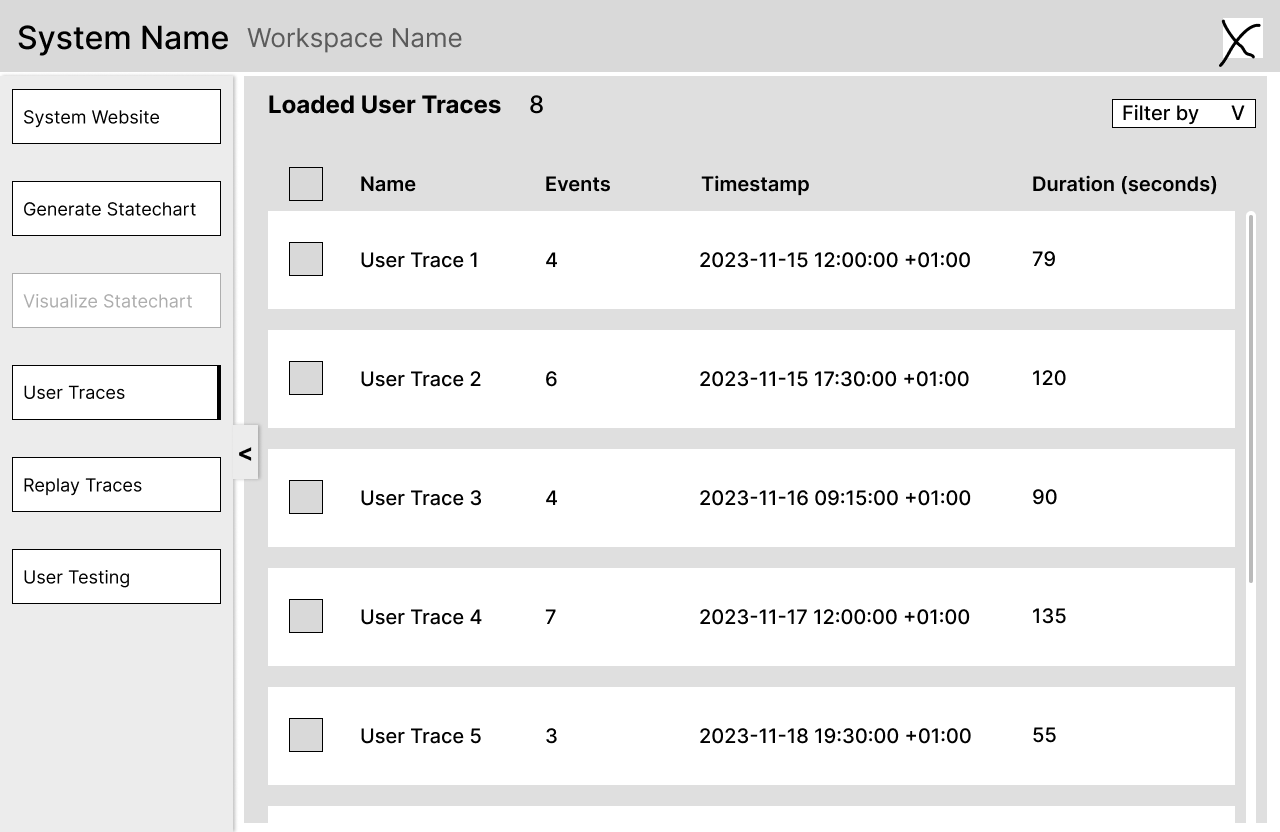 System Name Workspace Name
System Website
Generate Statechart
Visualize Statechart
User Traces
Replay Traces
User Testing
<
Loaded User Traces 8
Filter by V
Name Events Timestamp Duration (seconds)
User Trace 1 4 2023-11-15 12:00:00 +01:00 79
User Trace 2 6 2023-11-15 17:30:00 +01:00 120
User Trace 3 4 2023-11-16 09:15:00 +01:00 90
User Trace 4 7 2023-11-17 12:00:00 +01:00 135
User Trace 5 3 2023-11-18 19:30:00 +01:00 55